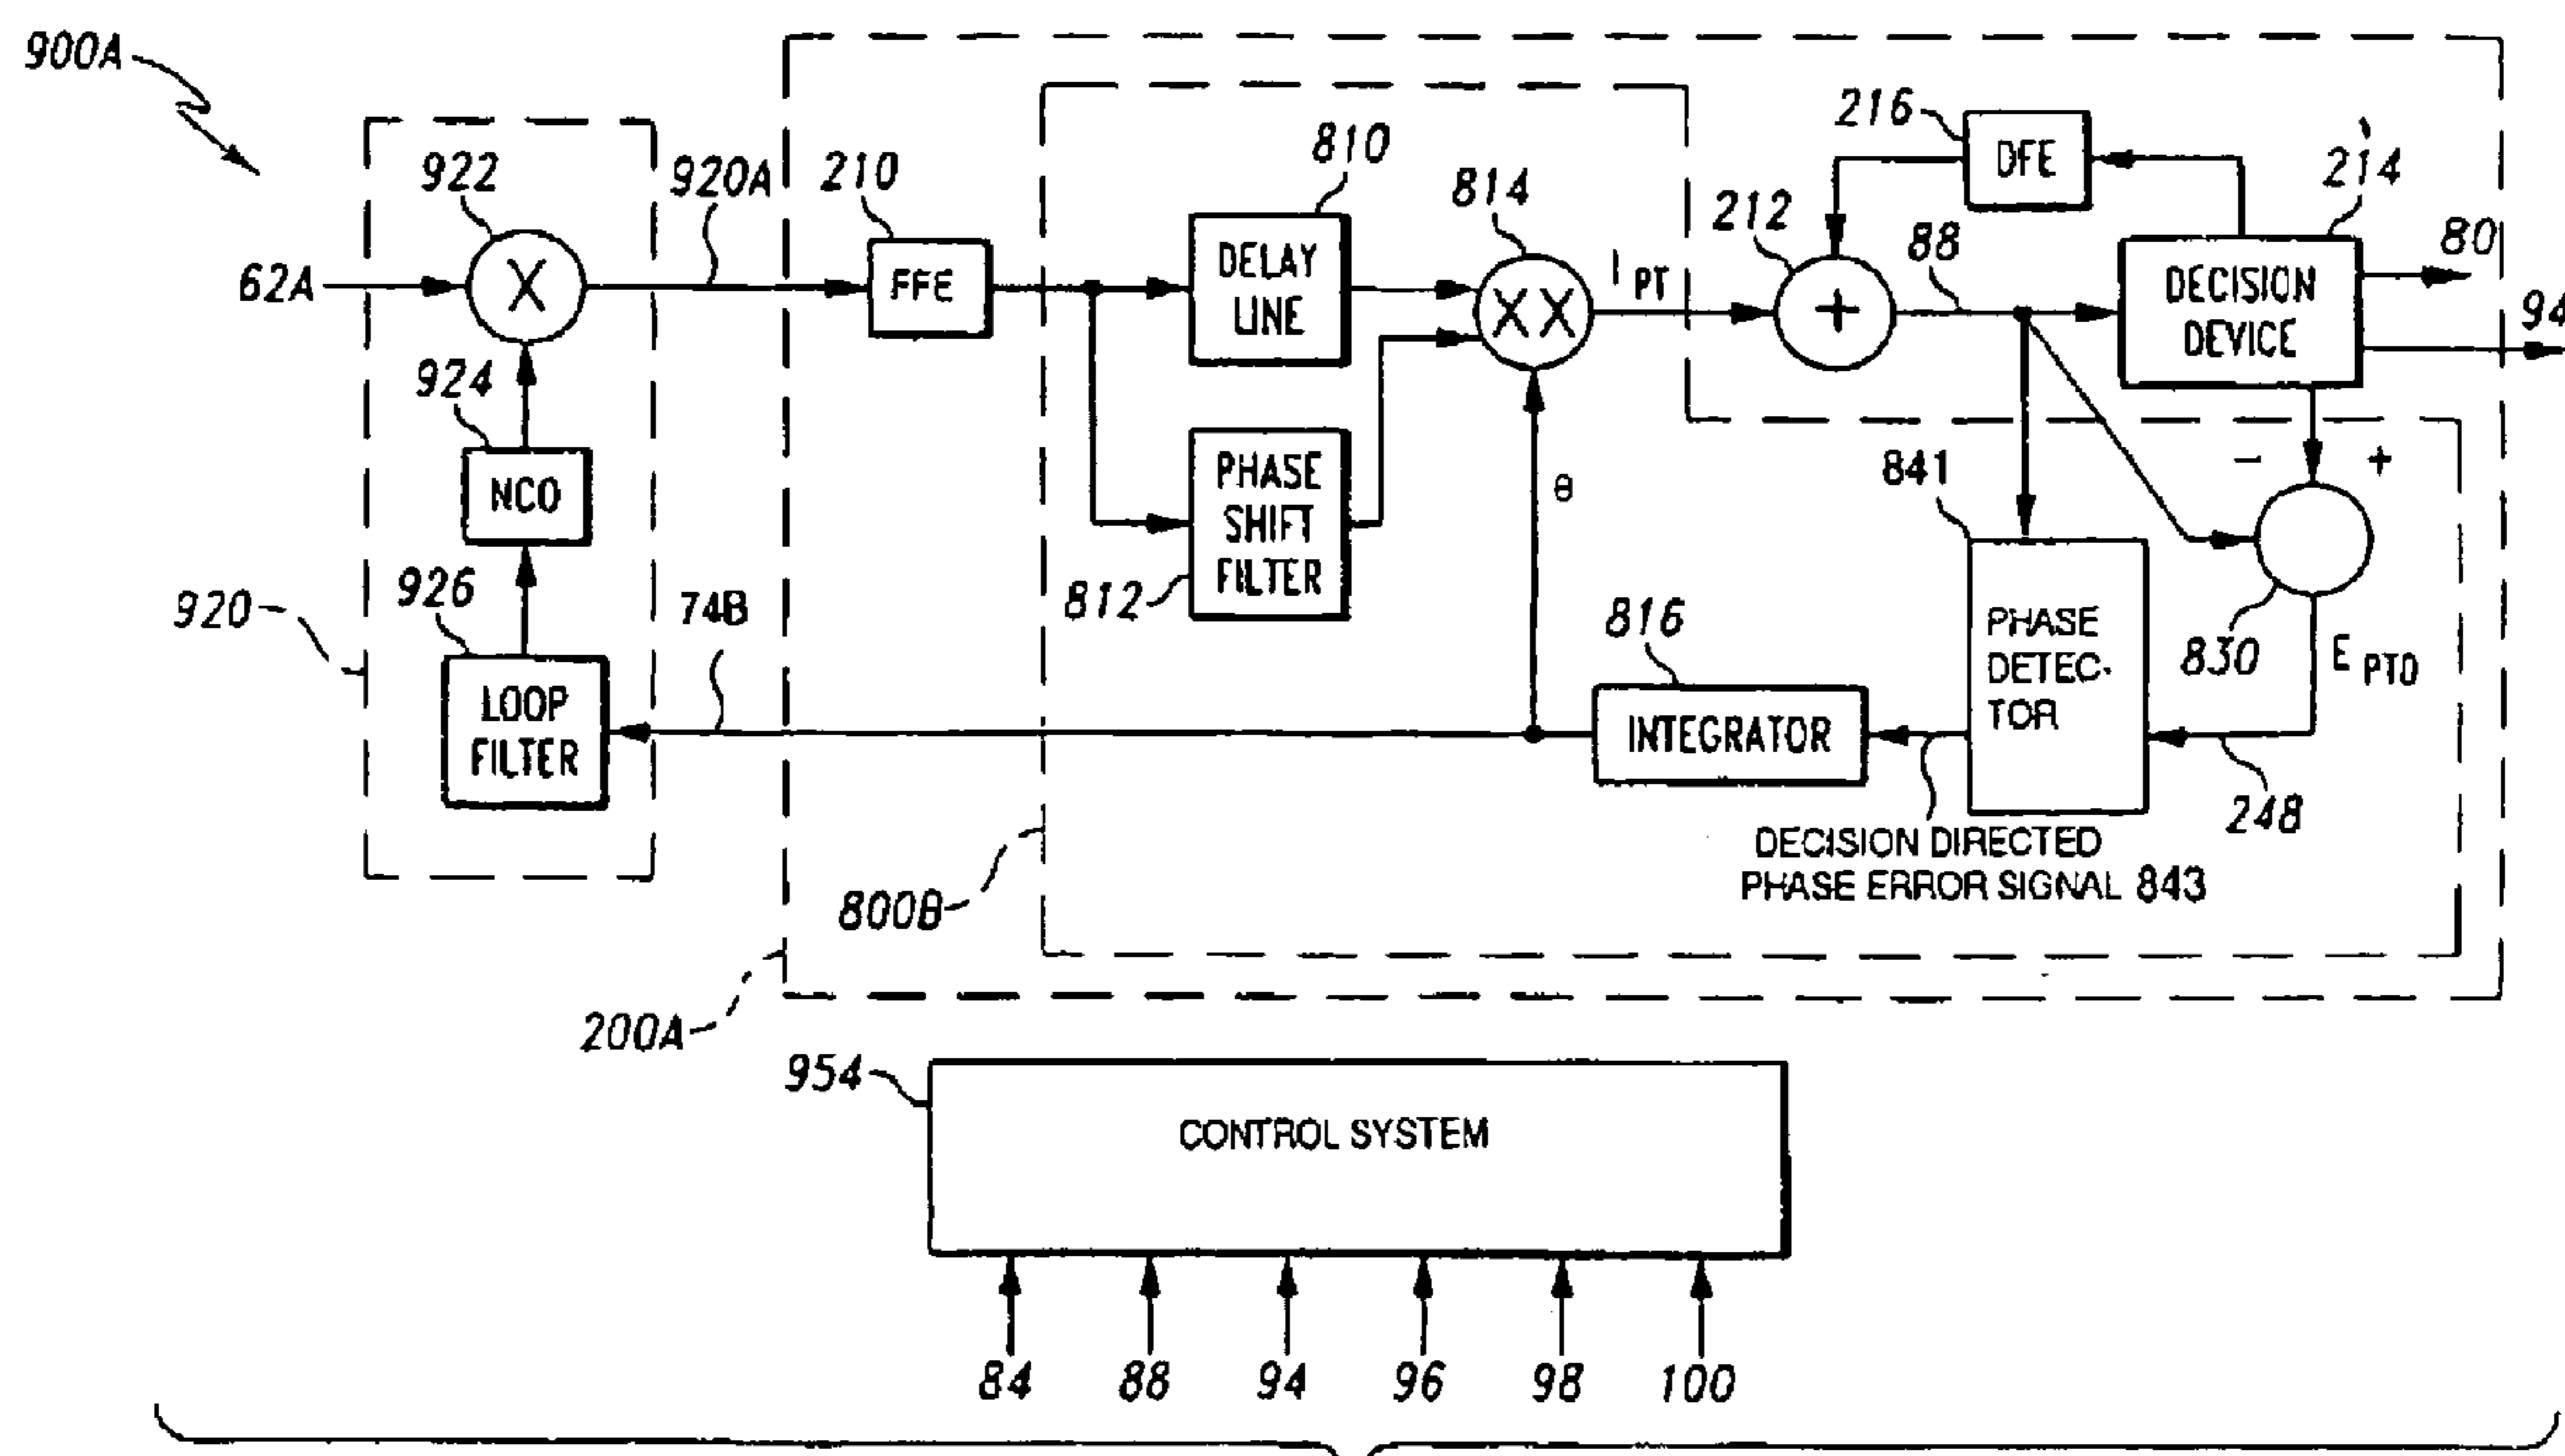 900A
922
920A
210
810
814
216
DFE
214
212
88
80
94
62A
X
FFE
DELAY
LINE
XX
I PT
+
DECISION
DEVICE
924
NCO
PHASE
SHIFT
FILTER
812
θ
841
-
+
920
926
LOOP
FILTER
74B
816
INTEGRATOR
PHASE
DETEC-
TOR
830
E PTO
248
DECISION DIRECTED
PHASE ERROR SIGNAL 843
800B
200A
954
CONTROL SYSTEM
84
88
94
96
98
100